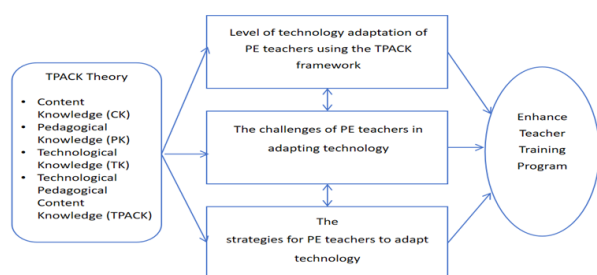 TPACK Theory
• Content
Knowledge (CK)
• Pedagogical
Knowledge (PK)
• Technological
Knowledge (TK)
• Technological
Pedagogical
Content
Knowledge (TPACK)
Level of technology adaptation of
PE teachers using the TPACK
framework
The challenges of PE teachers in
adapting technology
The
strategies for PE teachers to adapt
technology
Enhance
Teacher
Training
Program